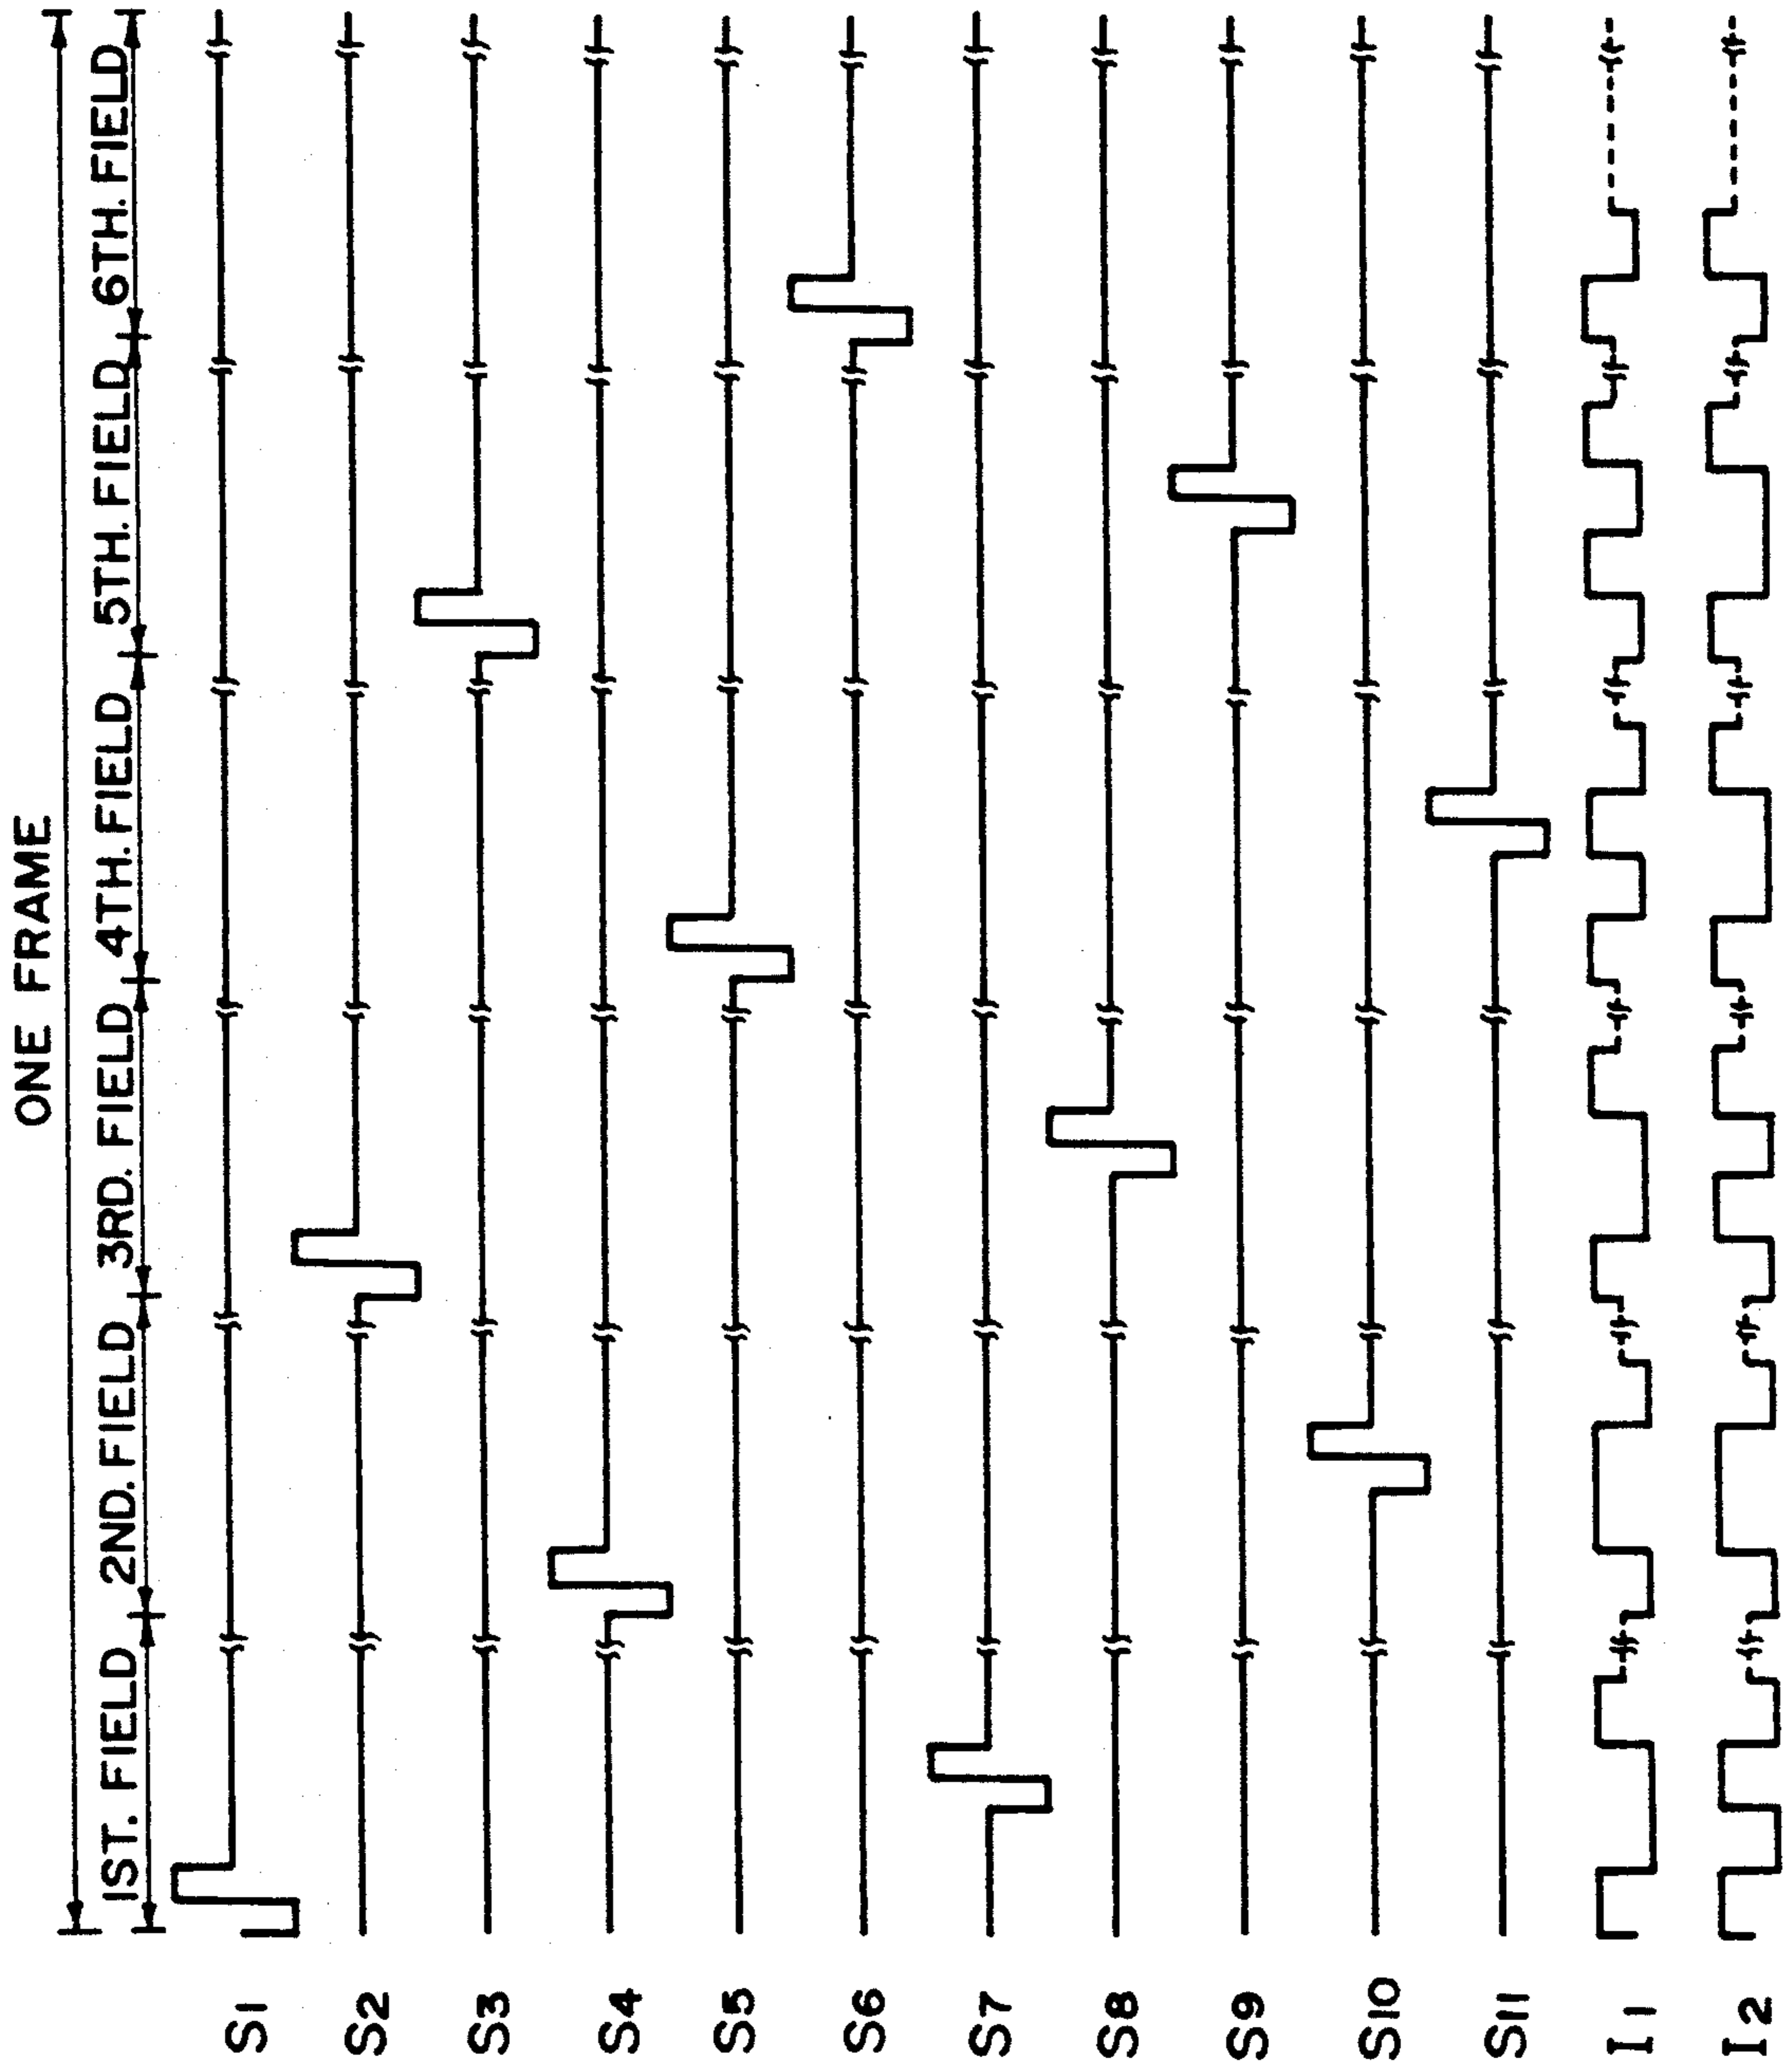 ONE FRAME
1ST. FIELD 2ND. FIELD 3RD. FIELD 4TH. FIELD 5TH. FIELD 6TH. FIELD
S1
S2
S3
S4
S5
S6
S7
S8
S9
S10
S11
I1
I2